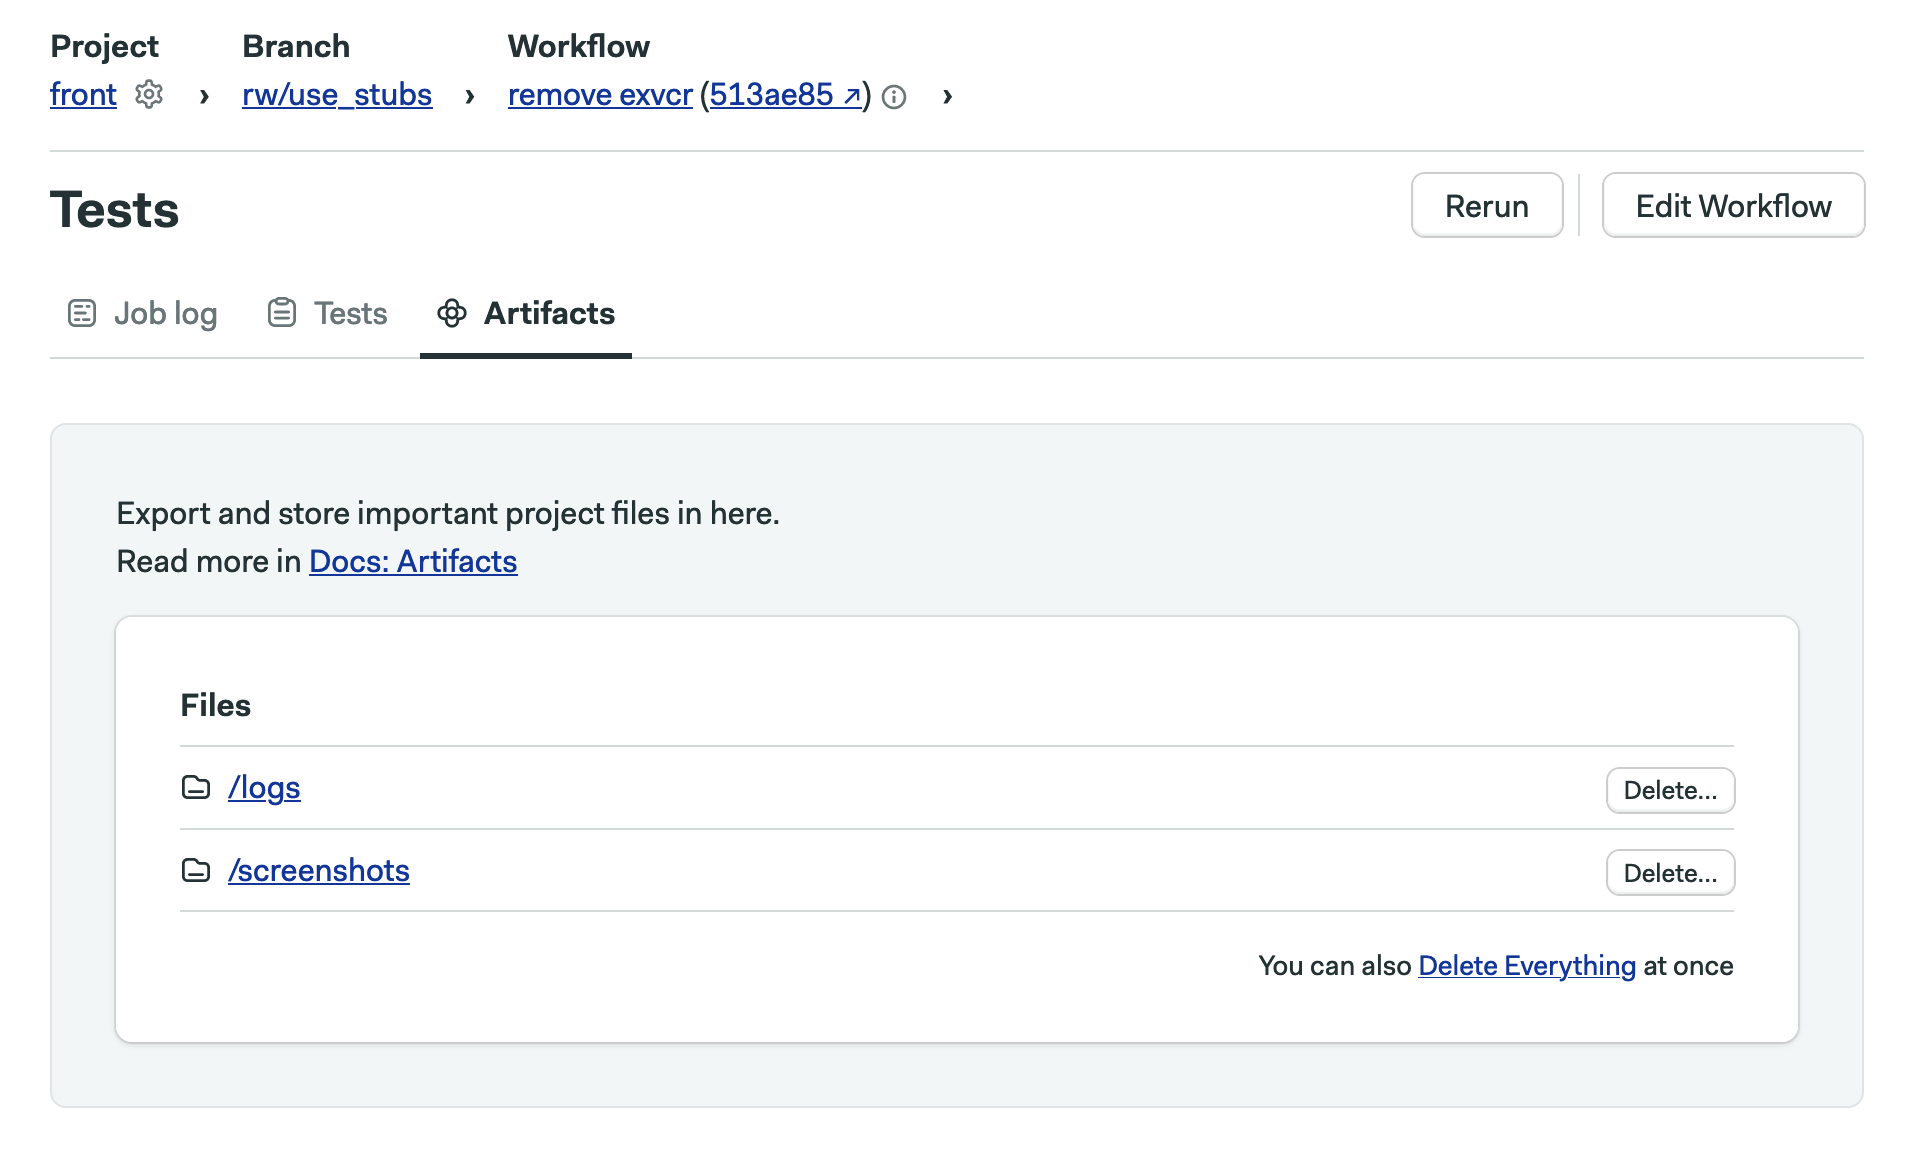 Project Branch Workflow
front › rw/use_stubs › remove exvcr (513ae85 ↗) ›
Tests
Rerun Edit Workflow
Job log Tests Artifacts
Export and store important project files in here.
Read more in Docs: Artifacts
Files
/logs Delete...
/screenshots Delete...
You can also Delete Everything at once